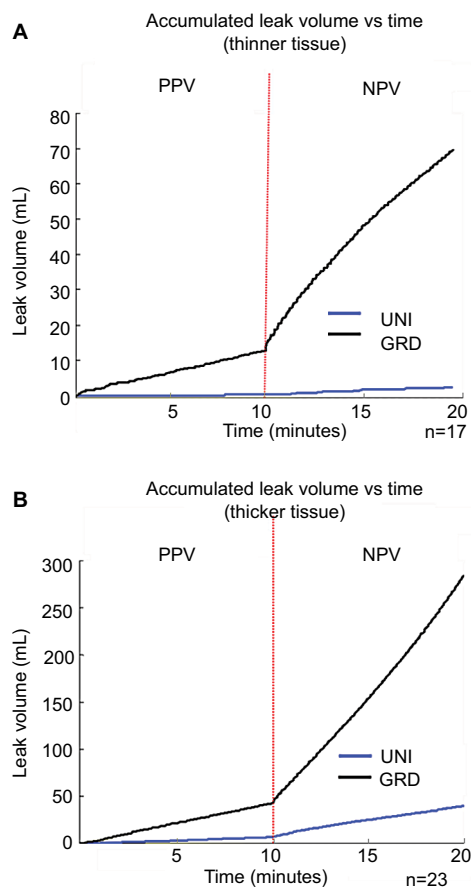 A
Accumulated leak volume vs time
(thinner tissue)
PPV
NPV
80
70
60
50
40
30
20
10
0
Leak volume (mL)
UNI
GRD
5
10
15
20
Time (minutes)
n=17
B
Accumulated leak volume vs time
(thicker tissue)
PPV
NPV
300
250
200
150
100
50
0
Leak volume (mL)
UNI
GRD
5
10
15
20
Time (minutes)
n=23